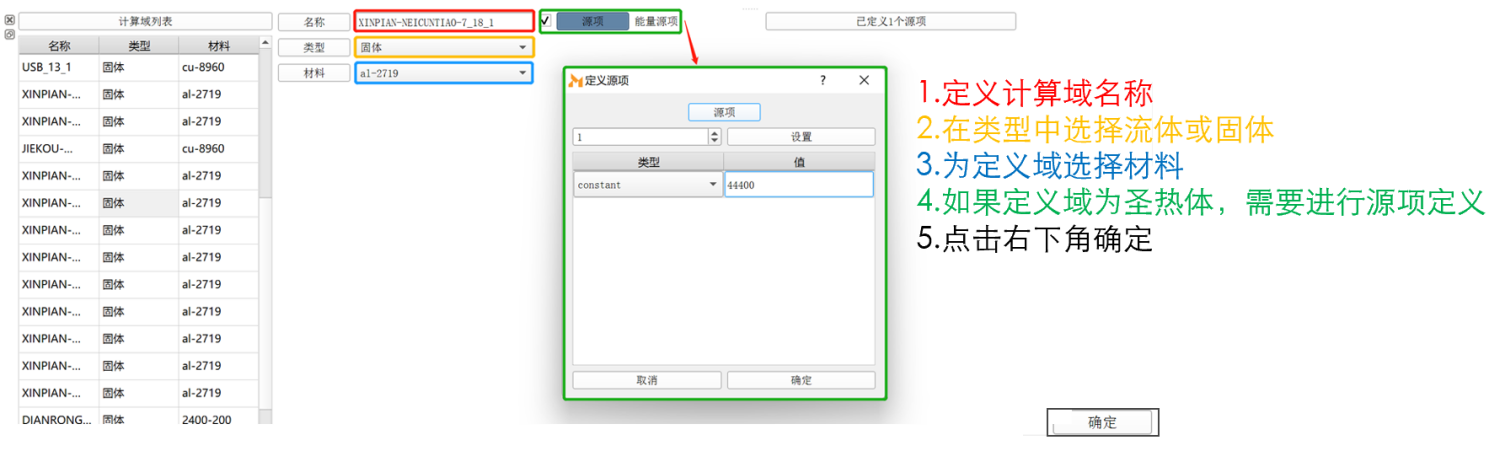 计算域列表
名称 类型 材料
USB_13_1 固体 cu-8960
XINPIAN-... 固体 al-2719
XINPIAN-... 固体 al-2719
JIEKOU-... 固体 cu-8960
XINPIAN-... 固体 al-2719
XINPIAN-... 固体 al-2719
XINPIAN-... 固体 al-2719
XINPIAN-... 固体 al-2719
XINPIAN-... 固体 al-2719
XINPIAN-... 固体 al-2719
XINPIAN-... 固体 al-2719
XINPIAN-... 固体 al-2719
XINPIAN-... 固体 al-2719
DIANRONG... 固体 2400-200
名称 XINPIAN-NEICUNTIAO-7_18_1 源项 能量源项 已定义1个源项
类型 固体
材料 al-2719
定义源项 ?
源项
1 设置
类型 值
constant 44400
取消 确定
1.定义计算域名称
2.在类型中选择流体或固体
3.为定义域选择材料
4.如果定义域为圣热体，需要进行源项定义
5.点击右下角确定
确定